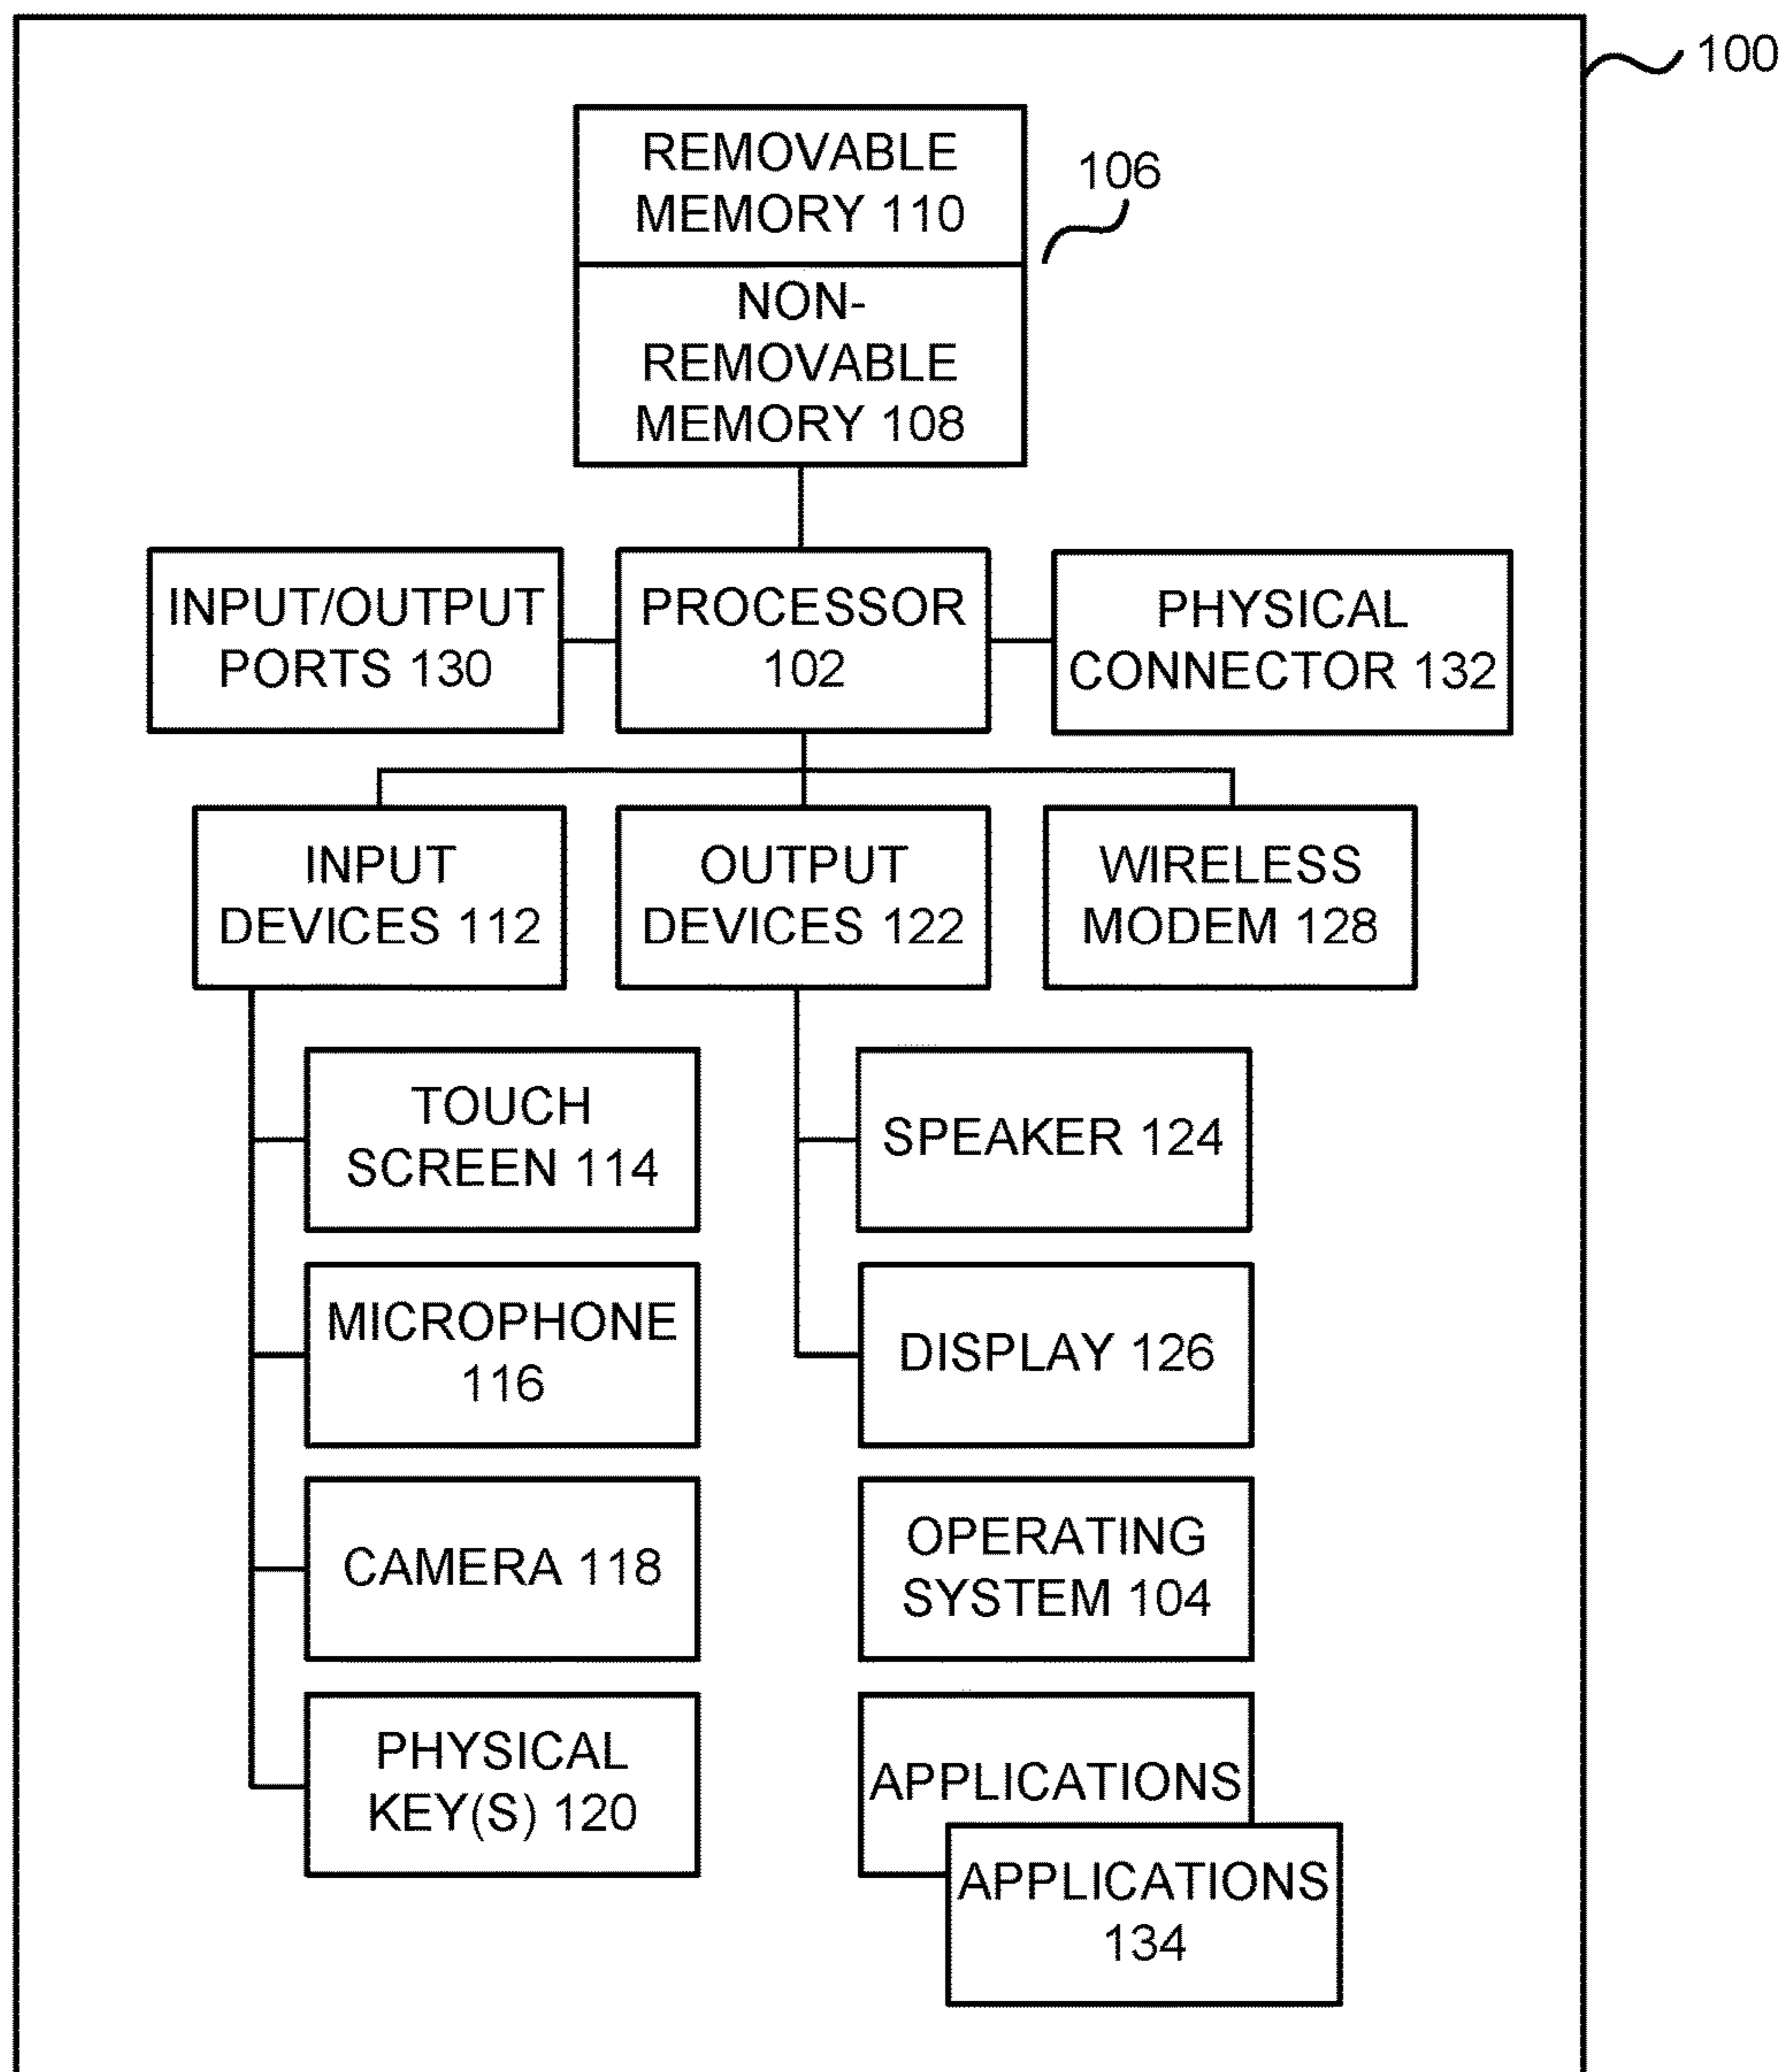 100
REMOVABLE
MEMORY 110
106
NON-
REMOVABLE
MEMORY 108
INPUT/OUTPUT
PORTS 130
PROCESSOR
102
PHYSICAL
CONNECTOR 132
INPUT
DEVICES 112
OUTPUT
DEVICES 122
WIRELESS
MODEM 128
TOUCH
SCREEN 114
SPEAKER 124
MICROPHONE
116
DISPLAY 126
CAMERA 118
OPERATING
SYSTEM 104
PHYSICAL
KEY(S) 120
APPLICATIONS
APPLICATIONS
134